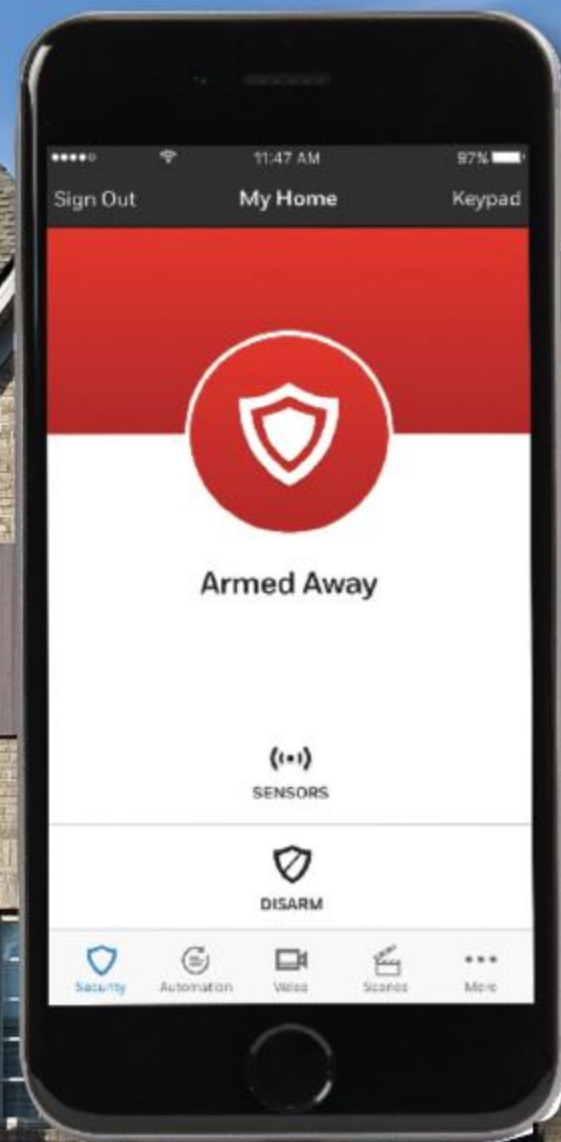 11:47 AM 97%
Sign Out My Home Keypad
Armed Away
SENSORS
DISARM
Security Automation Video Scenes More